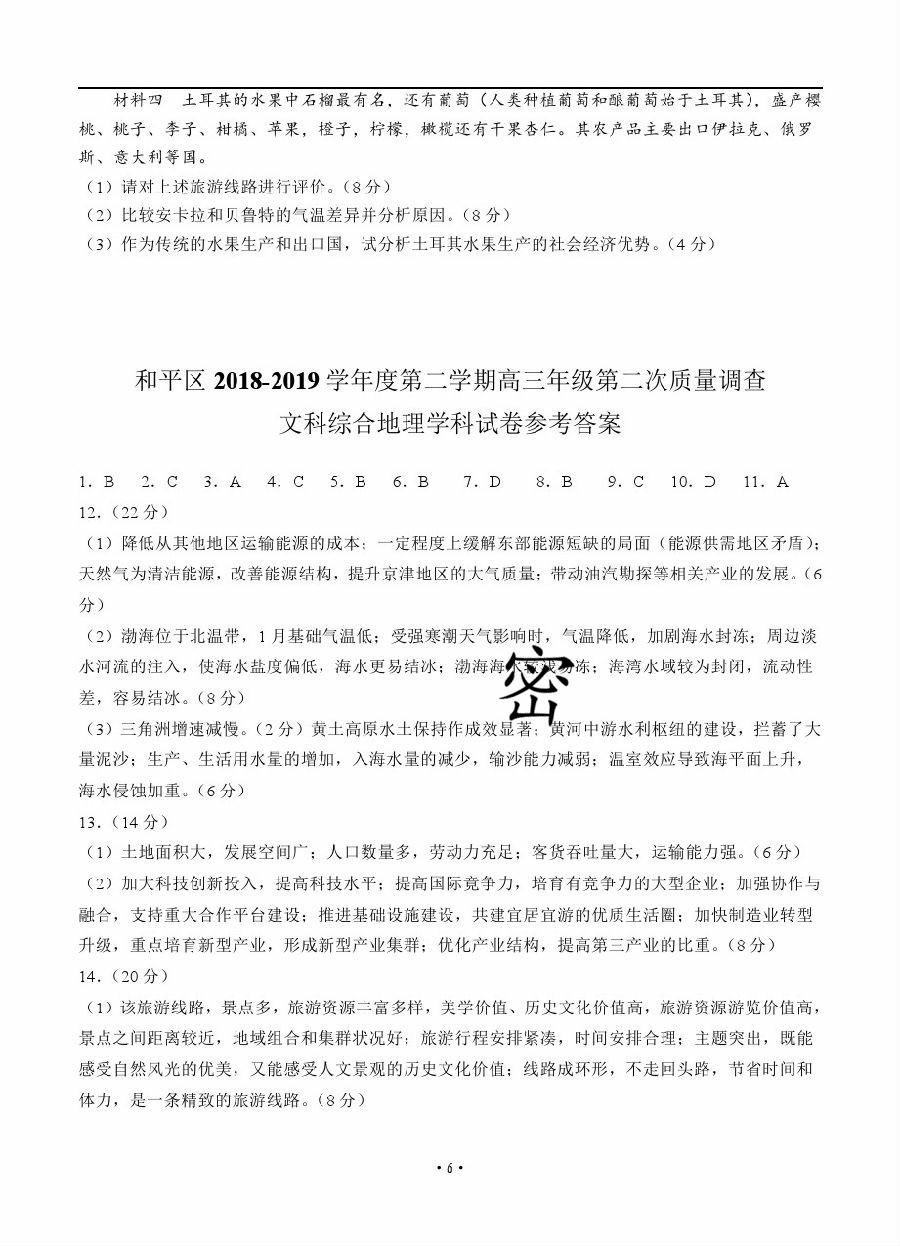 材料四 土耳其的水果中石榴最有名，还有葡萄（人类种植葡萄和酿葡萄始于土耳其），盛产樱
桃、桃子、李子、柑橘、苹果，橙子，柠檬，橄榄还有干果杏仁。其农产品主要出口伊拉克、俄罗
斯、意大利等国。
（1）请对上述旅游线路进行评价。（8分）
（2）比较安卡拉和贝鲁特的气温差异并分析原因。（8分）
（3）作为传统的水果生产和出口国，试分析土耳其水果生产的社会经济优势。（4分）
和平区 2018-2019 学年度第二学期高三年级第二次质量调查
文科综合地理学科试卷参考答案
1．B 2．C 3．A 4．C 5．B 6．B 7．D 8．B 9．C 10．D 11．A
12．（22分）
（1）降低从其他地区运输能源的成本；一定程度上缓解东部能源短缺的局面（能源供需地区矛盾）；
天然气为清洁能源，改善能源结构，提升京津地区的大气质量；带动油汽勘探等相关产业的发展。（6
分）
（2）渤海位于北温带，1月基础气温低；受强寒潮天气影响时，气温降低，加剧海水封冻；周边淡
水河流的注入，使海水盐度偏低，海水更易结冰；渤海海水较浅易冻；海湾水域较为封闭，流动性
差，容易结冰。（8分）
密
（3）三角洲增速减慢。（2分）黄土高原水土保持作成效显著；黄河中游水利枢纽的建设，拦蓄了大
量泥沙；生产、生活用水量的增加，入海水量的减少，输沙能力减弱；温室效应导致海平面上升，
海水侵蚀加重。（6分）
13．（14分）
（1）土地面积大，发展空间广；人口数量多，劳动力充足；客货吞吐量大，运输能力强。（6分）
（2）加大科技创新投入，提高科技水平；提高国际竞争力，培育有竞争力的大型企业；加强协作与
融合，支持重大合作平台建设；推进基础设施建设，共建宜居宜游的优质生活圈；加快制造业转型
升级，重点培育新型产业，形成新型产业集群；优化产业结构，提高第三产业的比重。（8分）
14．（20分）
（1）该旅游线路，景点多，旅游资源丰富多样，美学价值、历史文化价值高，旅游资源游览价值高，
景点之间距离较近，地域组合和集群状况好；旅游行程安排紧凑，时间安排合理；主题突出，既能
感受自然风光的优美，又能感受人文景观的历史文化价值；线路成环形，不走回头路，节省时间和
体力，是一条精致的旅游线路。（8分）
·6·